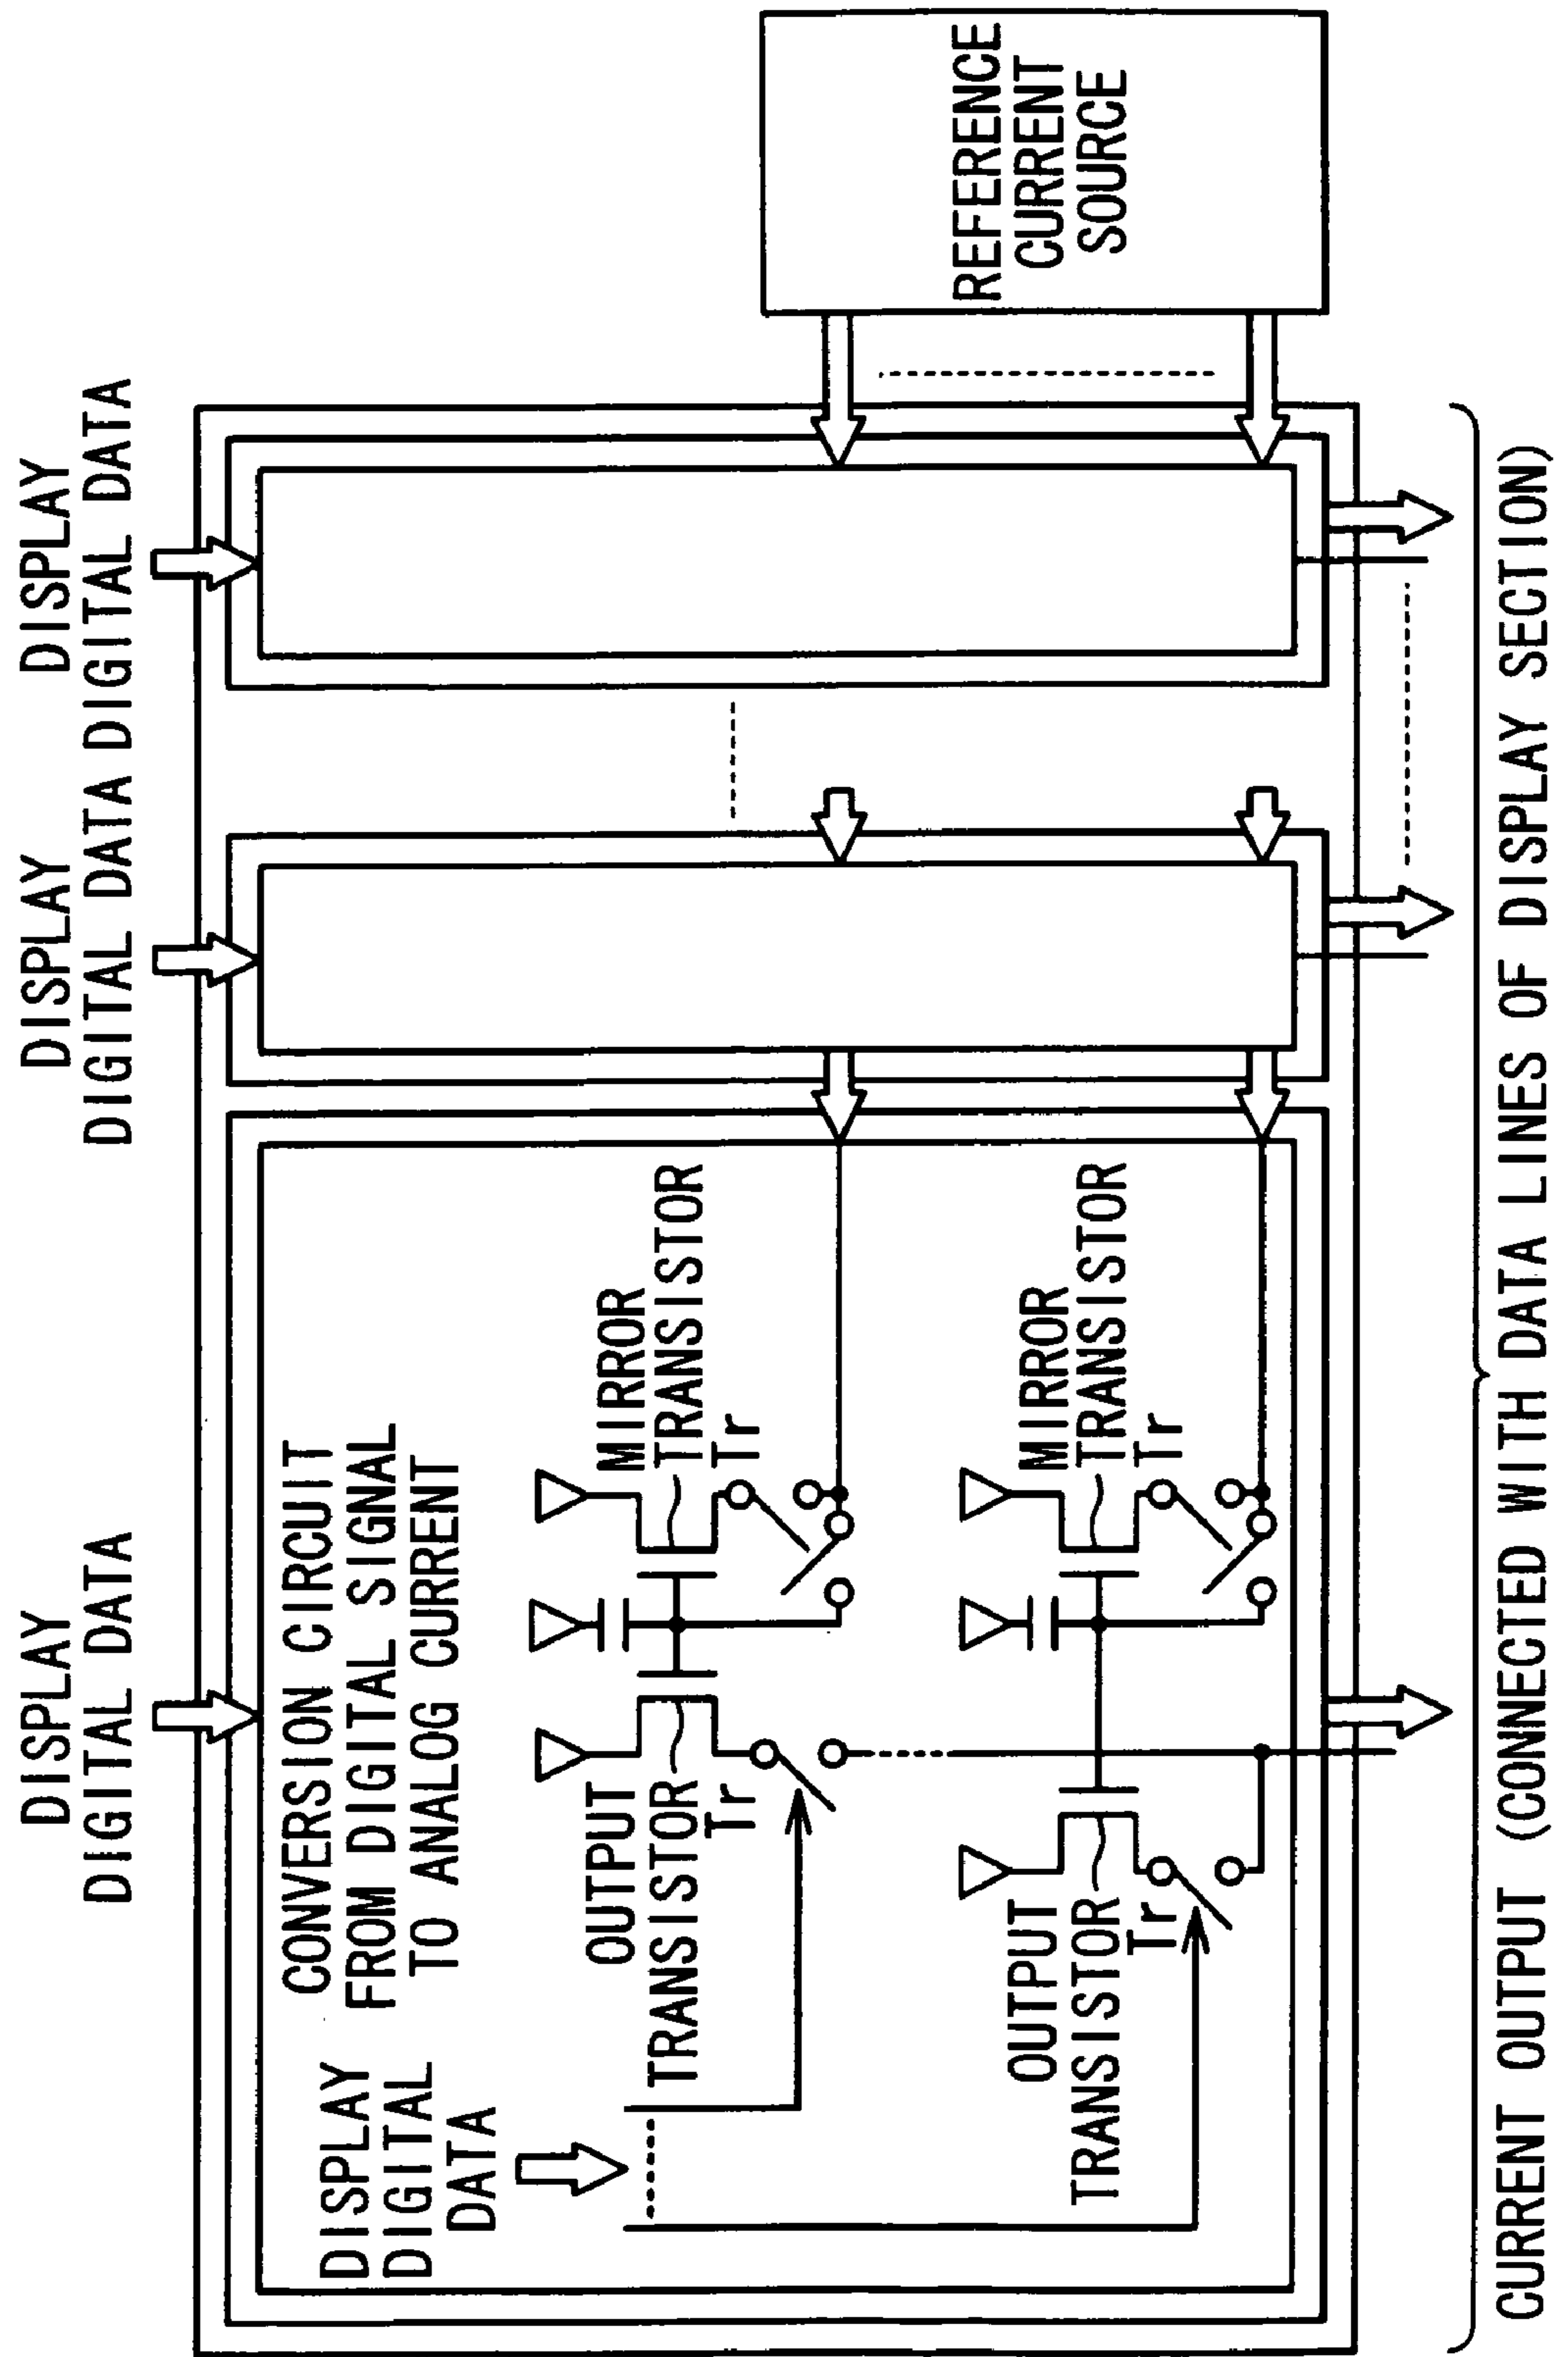 DISPLAY
DIGITAL DATA
DISPLAY
DIGITAL DATA
DISPLAY
DIGITAL DATA
DISPLAY
DIGITAL
DATA
CONVERSION CIRCUIT
FROM DIGITAL SIGNAL
TO ANALOG CURRENT
OUTPUT
TRANSISTOR
Tr
MIRROR
TRANSISTOR
Tr
OUTPUT
TRANSISTOR
Tr
MIRROR
TRANSISTOR
Tr
REFERENCE
CURRENT
SOURCE
CURRENT OUTPUT (CONNECTED WITH DATA LINES OF DISPLAY SECTION)